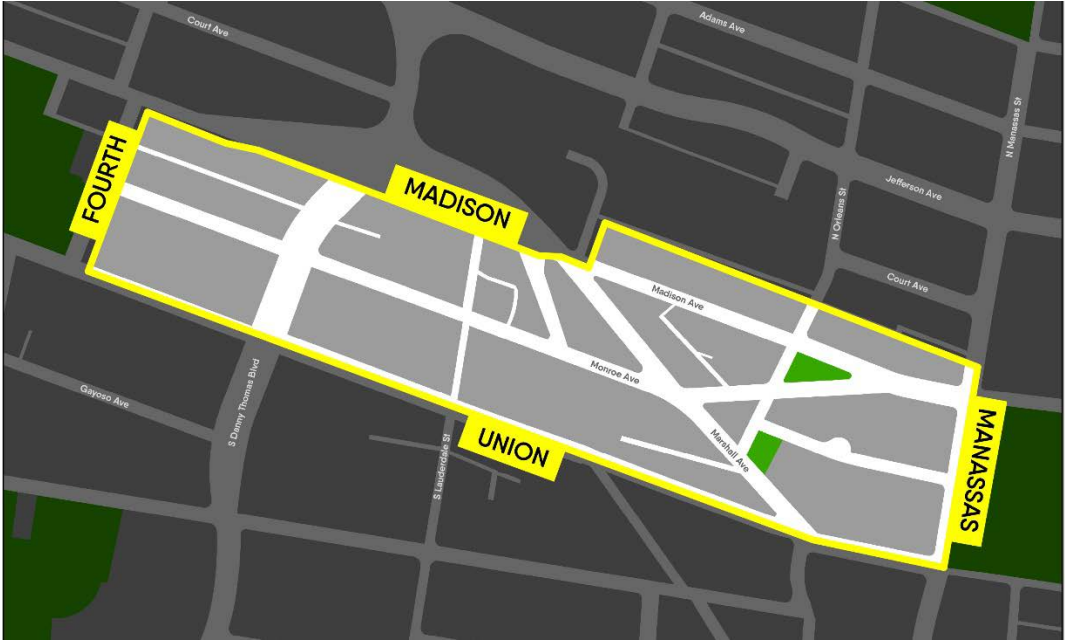 Court Ave
Adams Ave
N Manassas St
FOURTH
MADISON
Jefferson Ave
N Orleans St
Court Ave
Madison Ave
Monroe Ave
S Danny Thomas Blvd
Gayoso Ave
S Lauderdale St
UNION
Marshall Ave
MANASSAS